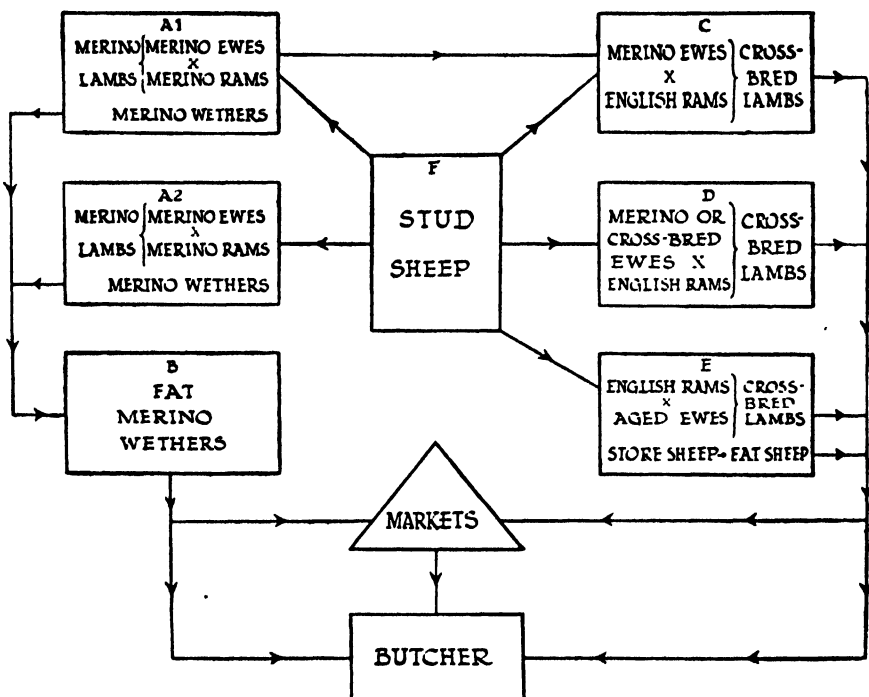 A1
MERINO { MERINO EWES
X
LAMBS { MERINO RAMS
MERINO WETHERS
A2
MERINO { MERINO EWES
X
LAMBS { MERINO RAMS
MERINO WETHERS
B
FAT
MERINO
WETHERS
F
STUD
SHEEP
C
MERINO EWES } CROSS-
X BRED
ENGLISH RAMS } LAMBS
D
MERINO OR } CROSS-
CROSS-BRED
EWES X BRED
ENGLISH RAMS } LAMBS
E
ENGLISH RAMS } CROSS-
X BRED
AGED EWES } LAMBS
STORE SHEEP→FAT SHEEP
MARKETS
BUTCHER